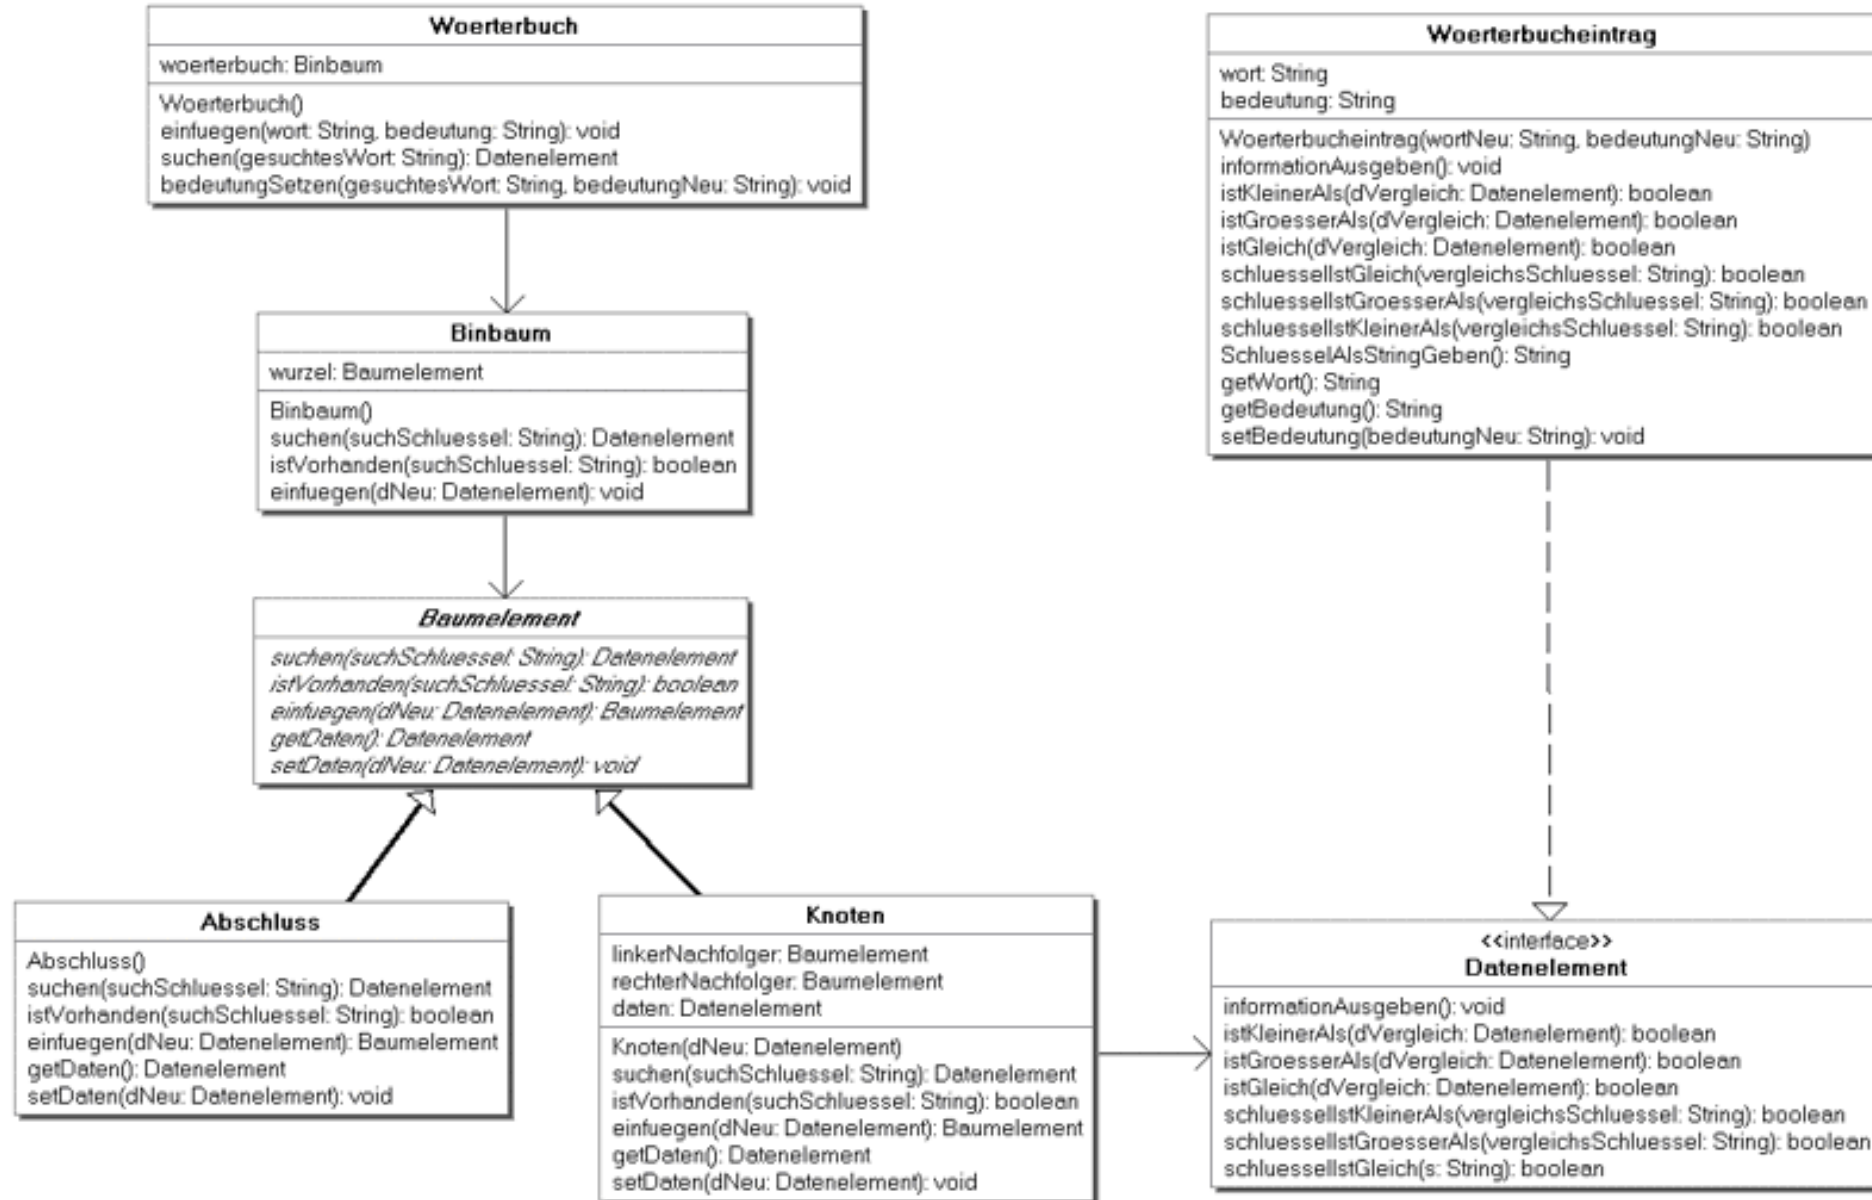 Woerterbuch
woerterbuch: Binbaum
Woerterbuch()
einfuegen(wort: String, bedeutung: String): void
suchen(gesuchtesWort: String): Datenelement
bedeutungSetzen(gesuchtesWort: String, bedeutungNeu: String): void
Woerterbucheintrag
wort: String
bedeutung: String
Woerterbucheintrag(wortNeu: String, bedeutungNeu: String)
informationAusgeben(): void
istKleinerAls(dVergleich: Datenelement): boolean
istGroesserAls(dVergleich: Datenelement): boolean
istGleich(dVergleich: Datenelement): boolean
schluesselIstGleich(vergleichsSchluessel: String): boolean
schluesselIstGroesserAls(vergleichsSchluessel: String): boolean
schluesselIstKleinerAls(vergleichsSchluessel: String): boolean
SchluesselAlsStringGeben(): String
getWort(): String
getBedeutung(): String
setBedeutung(bedeutungNeu: String): void
Binbaum
wurzel: Baumelement
Binbaum()
suchen(suchSchluessel: String): Datenelement
istVorhanden(suchSchluessel: String): boolean
einfuegen(dNeu: Datenelement): void
Baumelement
suchen(suchSchluessel: String): Datenelement
istVorhanden(suchSchluessel: String): boolean
einfuegen(dNeu: Datenelement): Baumelement
getDaten(): Datenelement
setDaten(dNeu: Datenelement): void
Abschluss
Abschluss()
suchen(suchSchluessel: String): Datenelement
istVorhanden(suchSchluessel: String): boolean
einfuegen(dNeu: Datenelement): Baumelement
getDaten(): Datenelement
setDaten(dNeu: Datenelement): void
Knoten
linkerNachfolger: Baumelement
rechterNachfolger: Baumelement
daten: Datenelement
Knoten(dNeu: Datenelement)
suchen(suchSchluessel: String): Datenelement
istVorhanden(suchSchluessel: String): boolean
einfuegen(dNeu: Datenelement): Baumelement
getDaten(): Datenelement
setDaten(dNeu: Datenelement): void
<<interface>>
Datenelement
informationAusgeben(): void
istKleinerAls(dVergleich: Datenelement): boolean
istGroesserAls(dVergleich: Datenelement): boolean
istGleich(dVergleich: Datenelement): boolean
schluesselIstKleinerAls(vergleichsSchluessel: String): boolean
schluesselIstGroesserAls(vergleichsSchluessel: String): boolean
schluesselIstGleich(s: String): boolean